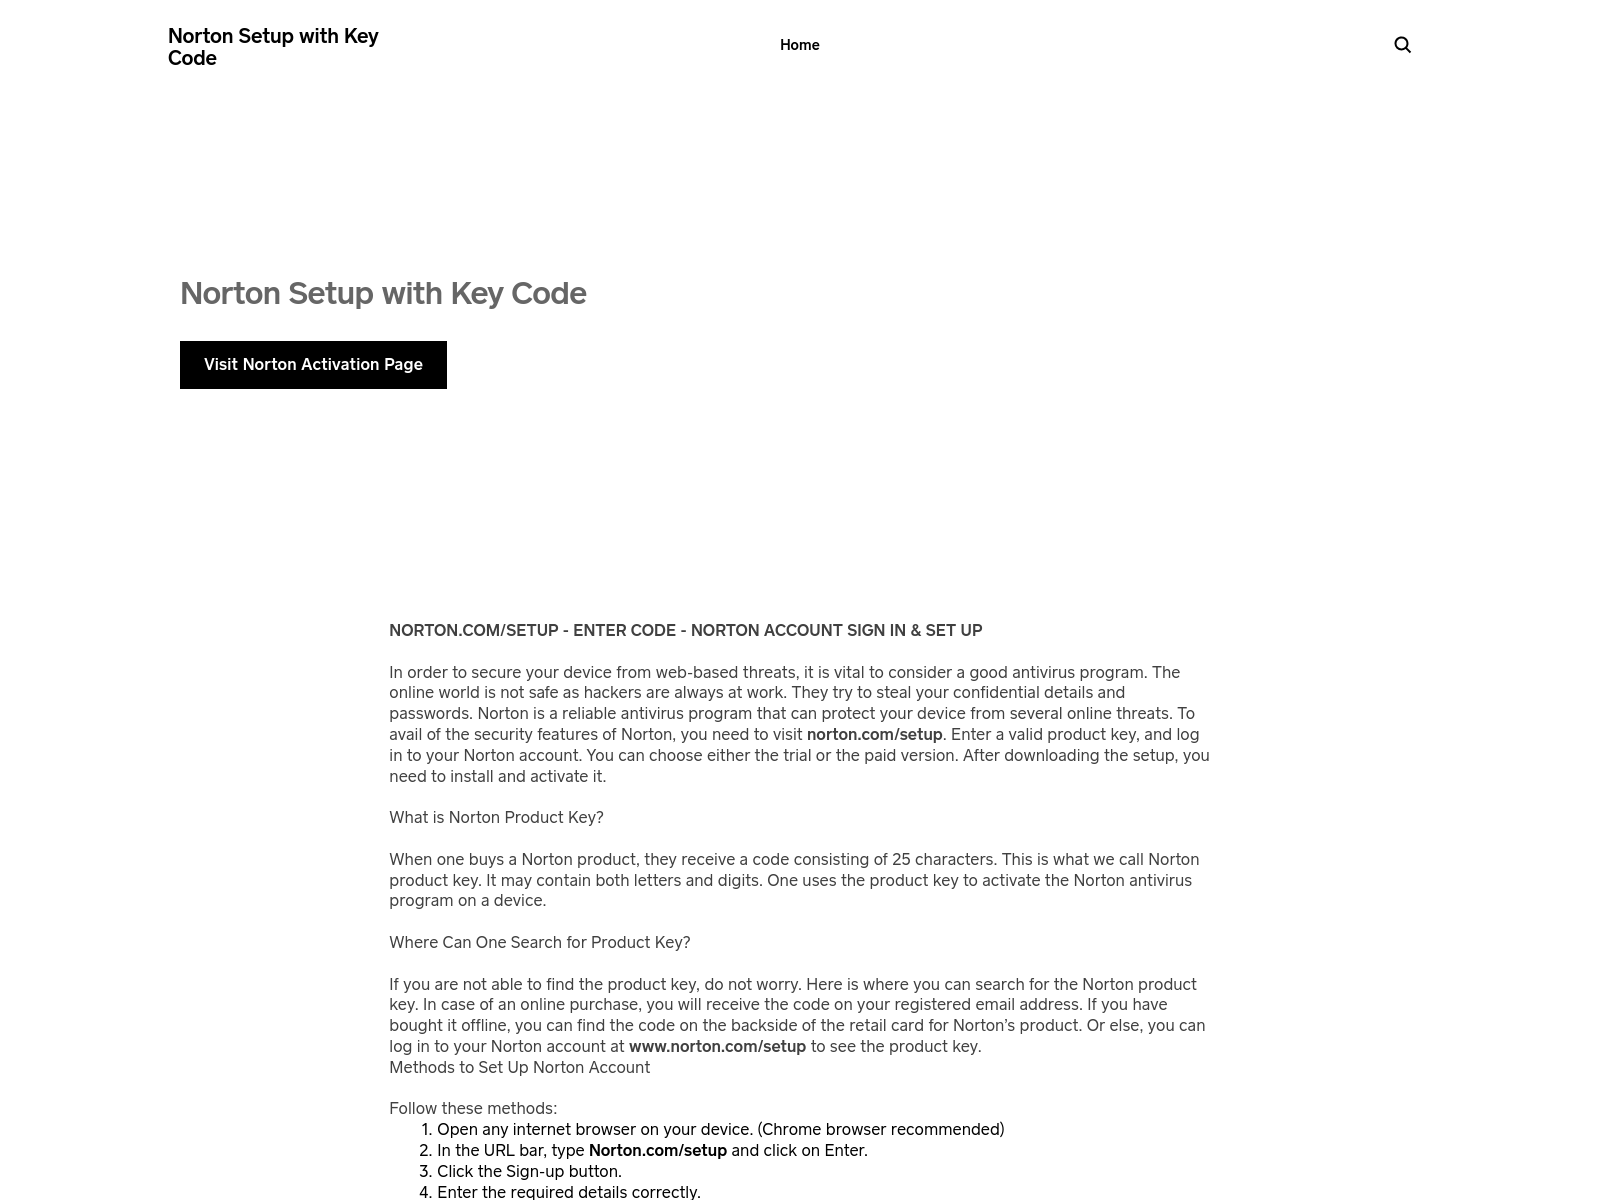 Norton Setup with Key
Code
Home
Norton Setup with Key Code
Visit Norton Activation Page
NORTON.COM/SETUP - ENTER CODE - NORTON ACCOUNT SIGN IN & SET UP
In order to secure your device from web-based threats, it is vital to consider a good antivirus program. The
online world is not safe as hackers are always at work. They try to steal your confidential details and
passwords. Norton is a reliable antivirus program that can protect your device from several online threats. To
avail of the security features of Norton, you need to visit norton.com/setup. Enter a valid product key, and log
in to your Norton account. You can choose either the trial or the paid version. After downloading the setup, you
need to install and activate it.
What is Norton Product Key?
When one buys a Norton product, they receive a code consisting of 25 characters. This is what we call Norton
product key. It may contain both letters and digits. One uses the product key to activate the Norton antivirus
program on a device.
Where Can One Search for Product Key?
If you are not able to find the product key, do not worry. Here is where you can search for the Norton product
key. In case of an online purchase, you will receive the code on your registered email address. If you have
bought it offline, you can find the code on the backside of the retail card for Norton’s product. Or else, you can
log in to your Norton account at www.norton.com/setup to see the product key.
Methods to Set Up Norton Account
Follow these methods:
1. Open any internet browser on your device. (Chrome browser recommended)
2. In the URL bar, type Norton.com/setup and click on Enter.
3. Click the Sign-up button.
4. Enter the required details correctly.